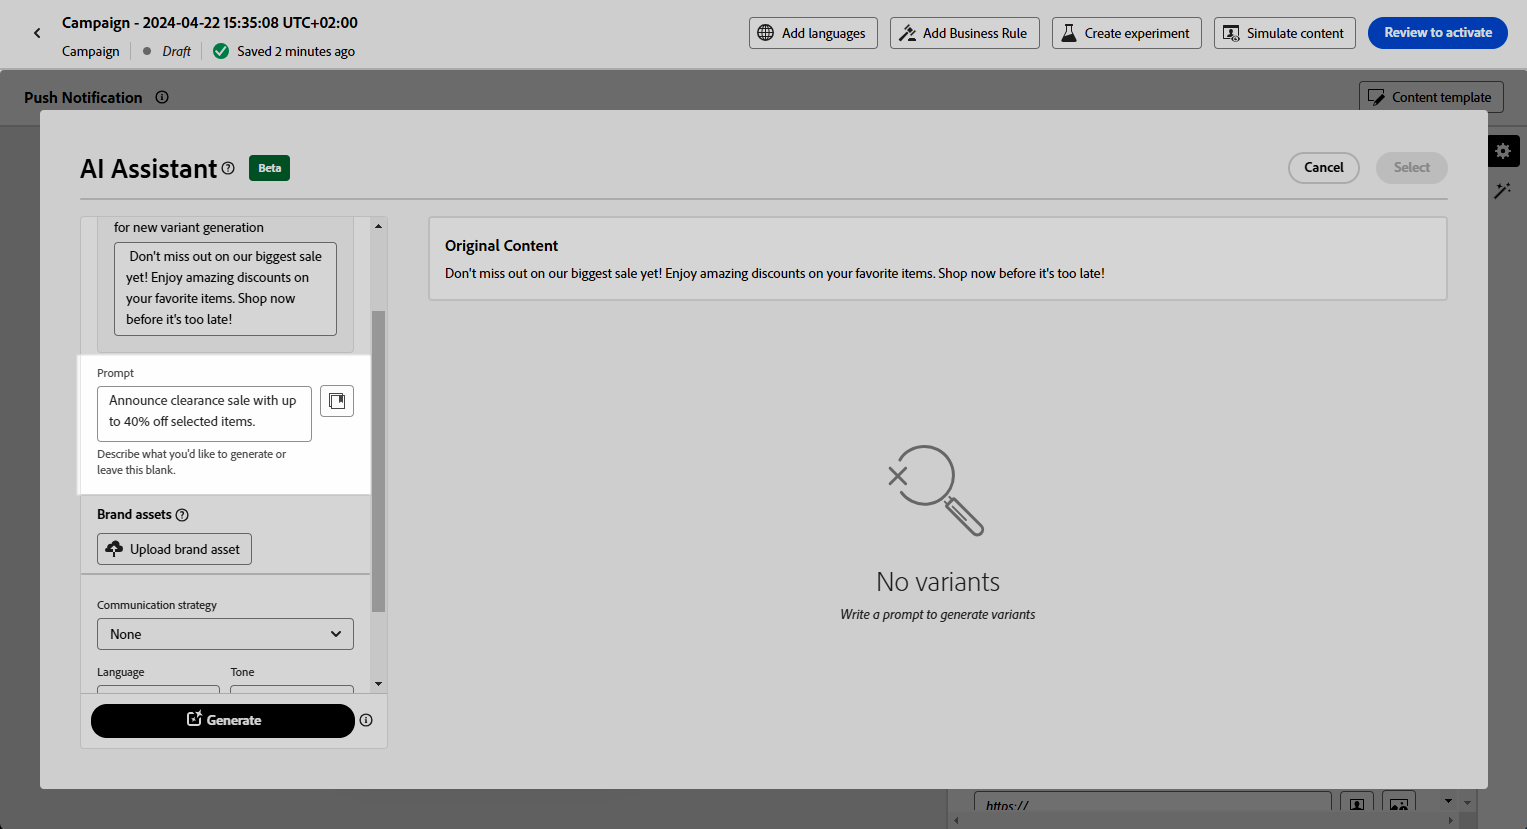 Campaign - 2024-04-22 15:35:08 UTC+02:00
Campaign
Draft
Saved 2 minutes ago
Add languages
Add Business Rule
Create experiment
Simulate content
Review to activate
Push Notification
Content template
AI Assistant
Beta
Cancel
Select
for new variant generation
Don't miss out on our biggest sale
yet! Enjoy amazing discounts on
your favorite items. Shop now
before it's too late!
Prompt
Announce clearance sale with up
to 40% off selected items.
Describe what you'd like to generate or
leave this blank.
Brand assets
Upload brand asset
Communication strategy
None
Language
Tone
Generate
Original Content
Don't miss out on our biggest sale yet! Enjoy amazing discounts on your favorite items. Shop now before it's too late!
No variants
Write a prompt to generate variants
https://